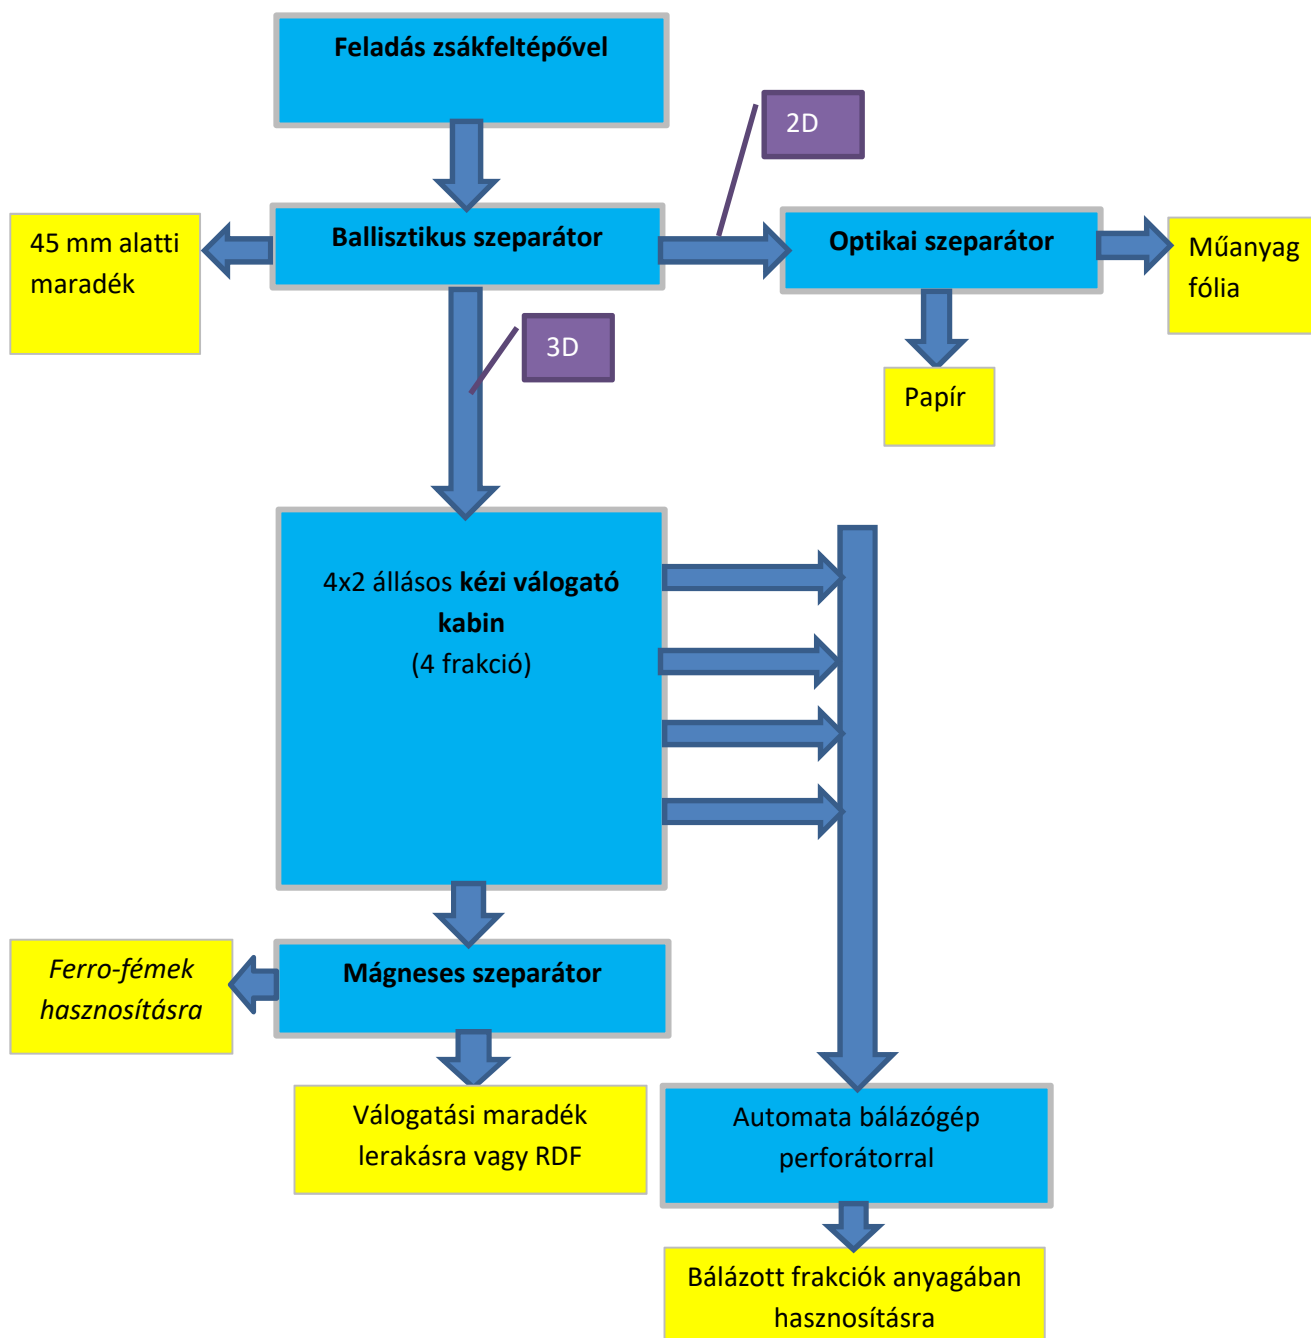 Feladás zsákfeltépővel
2D
45 mm alatti
maradék
Ballisztikus szeparátor
Optikai szeparátor
Műanyag
fólia
3D
Papír
4x2 állásos kézi válogató
kabin
(4 frakció)
Ferro-fémek
hasznosításra
Mágneses szeparátor
Válogatási maradék
lerakásra vagy RDF
Automata bálázógép
perforátorral
Bálázott frakciók anyagában
hasznosításra